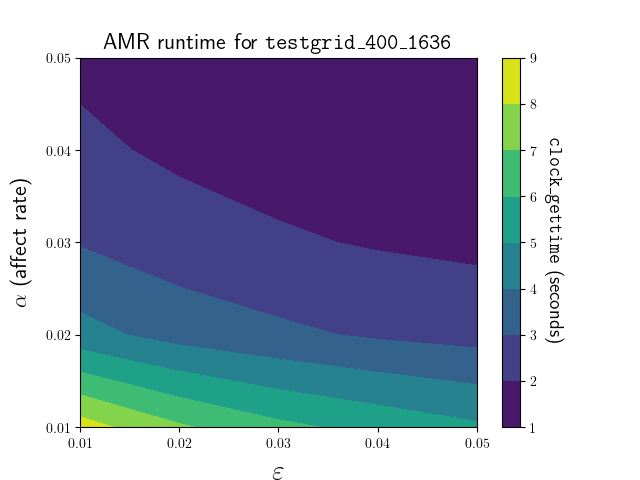 AMR runtime for testgrid_400_1636
0.05
0.04
0.03
0.02
0.01
α (affect rate)
0.01 0.02 0.03 0.04 0.05
ε
9
8
7
6
5
4
3
2
1
clock_gettime (seconds)